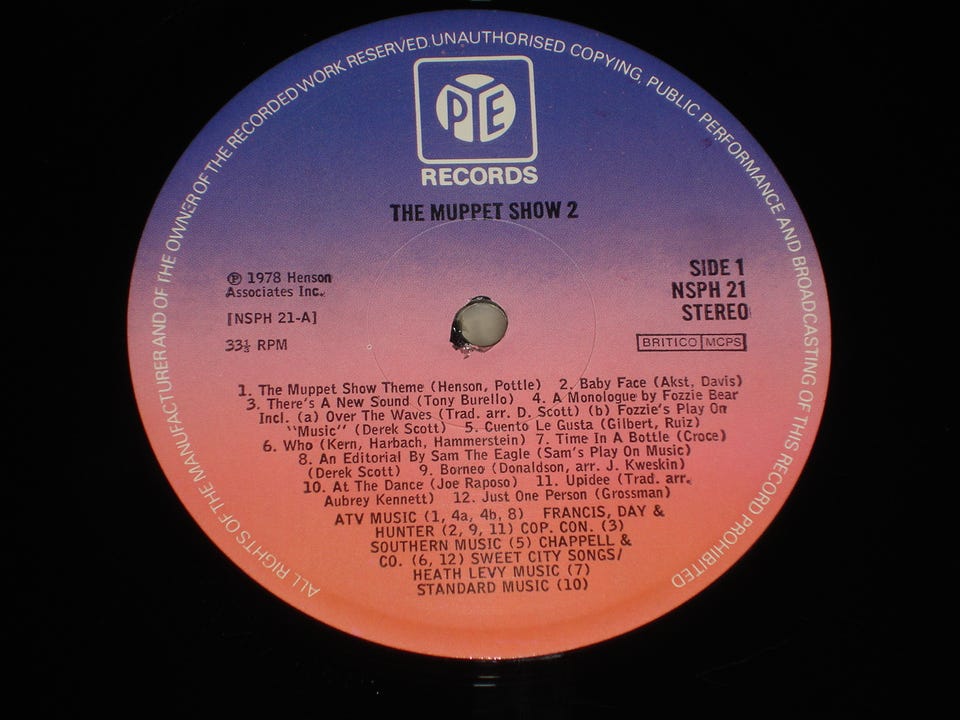 ALL RIGHTS OF THE MANUFACTURER AND OF THE OWNER OF THE RECORDED WORK RESERVED. UNAUTHORISED COPYING, PUBLIC PERFORMANCE AND BROADCASTING OF THIS RECORD PROHIBITED
PYE
RECORDS
THE MUPPET SHOW 2
℗ 1978 Henson
Associates Inc.
[NSPH 21-A]
33⅓ RPM
SIDE 1
NSPH 21
STEREO
BRITICO MCPS
1. The Muppet Show Theme (Henson, Pottle) 2. Baby Face (Akst, Davis)
3. There's A New Sound (Tony Burello) 4. A Monologue by Fozzie Bear
Incl. (a) Over The Waves (Trad. arr. D. Scott) (b) Fozzie's Play On
"Music" (Derek Scott) 5. Cuento Le Gusta (Gilbert, Ruiz)
6. Who (Kern, Harbach, Hammerstein) 7. Time In A Bottle (Croce)
8. An Editorial By Sam The Eagle (Sam's Play On Music)
(Derek Scott) 9. Borneo (Donaldson, arr. J. Kweskin)
10. At The Dance (Joe Raposo) 11. Upidee (Trad. arr.
Aubrey Kennett) 12. Just One Person (Grossman)
ATV MUSIC (1, 4a, 4b, 8) FRANCIS, DAY &
HUNTER (2, 9, 11) COP. CON. (3)
SOUTHERN MUSIC (5) CHAPPELL &
CO. (6, 12) SWEET CITY SONGS/
HEATH LEVY MUSIC (7)
STANDARD MUSIC (10)